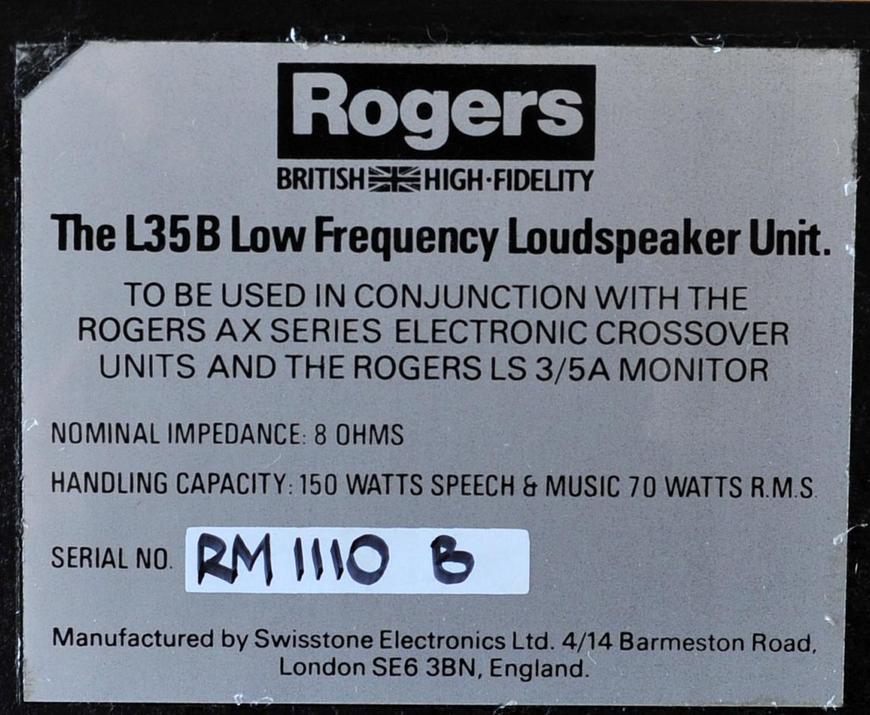 Rogers
BRITISH HIGH·FIDELITY
The L35B Low Frequency Loudspeaker Unit.
TO BE USED IN CONJUNCTION WITH THE
ROGERS AX SERIES ELECTRONIC CROSSOVER
UNITS AND THE ROGERS LS 3/5A MONITOR
NOMINAL IMPEDANCE: 8 OHMS
HANDLING CAPACITY: 150 WATTS SPEECH & MUSIC 70 WATTS R.M.S.
SERIAL NO. RM 1110 B
Manufactured by Swisstone Electronics Ltd. 4/14 Barmeston Road,
London SE6 3BN, England.